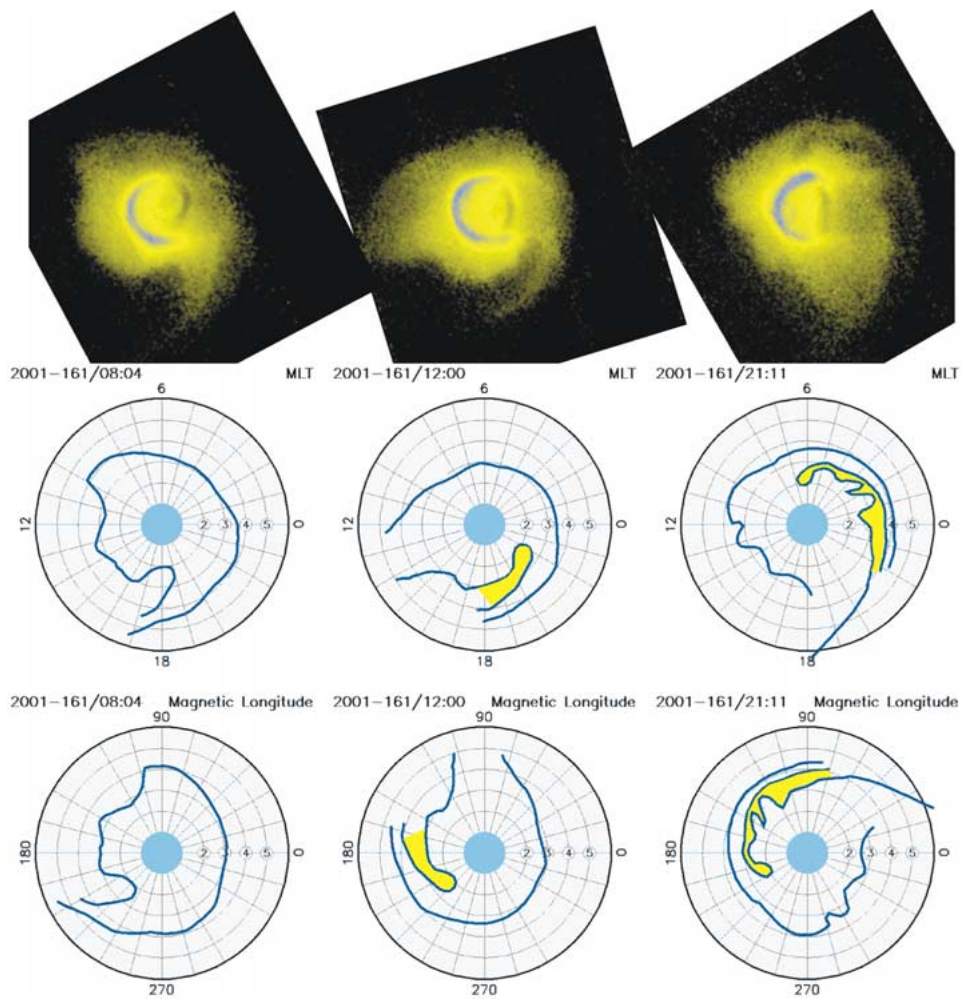 2001-161/08:04 MLT 2001-161/12:00 MLT 2001-161/21:11 MLT
6 6 6
12 2 3 4 5 0 12 2 3 4 5 0 12 2 4 5 0
18 18 18
2001-161/08:04 Magnetic Longitude 2001-161/12:00 Magnetic Longitude 2001-161/21:11 Magnetic Longitude
90 90 90
180 2 3 4 5 0 180 2 3 4 5 0 180 2 3 4 5 0
270 270 270